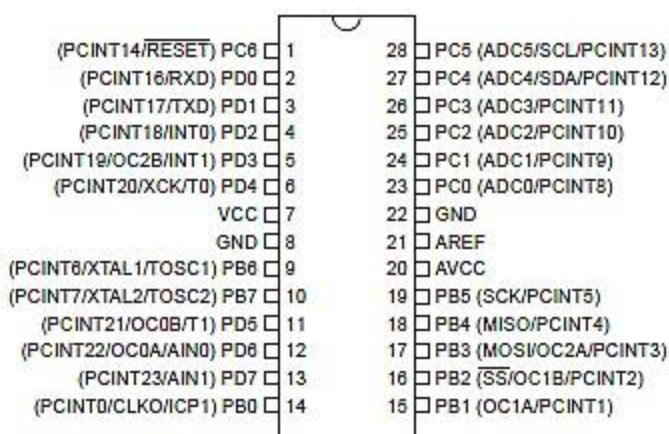 (PCINT14/RESET) PC6 1 28 PC5 (ADC5/SCL/PCINT13)
(PCINT16/RXD) PD0 2 27 PC4 (ADC4/SDA/PCINT12)
(PCINT17/TXD) PD1 3 26 PC3 (ADC3/PCINT11)
(PCINT18/INT0) PD2 4 25 PC2 (ADC2/PCINT10)
(PCINT19/OC2B/INT1) PD3 5 24 PC1 (ADC1/PCINT9)
(PCINT20/XCK/T0) PD4 6 23 PC0 (ADC0/PCINT8)
VCC 7 22 GND
GND 8 21 AREF
(PCINT6/XTAL1/TOSC1) PB6 9 20 AVCC
(PCINT7/XTAL2/TOSC2) PB7 10 19 PB5 (SCK/PCINT5)
(PCINT21/OC0B/T1) PD5 11 18 PB4 (MISO/PCINT4)
(PCINT22/OC0A/AIN0) PD6 12 17 PB3 (MOSI/OC2A/PCINT3)
(PCINT23/AIN1) PD7 13 16 PB2 (SS/OC1B/PCINT2)
(PCINT0/CLKO/ICP1) PB0 14 15 PB1 (OC1A/PCINT1)